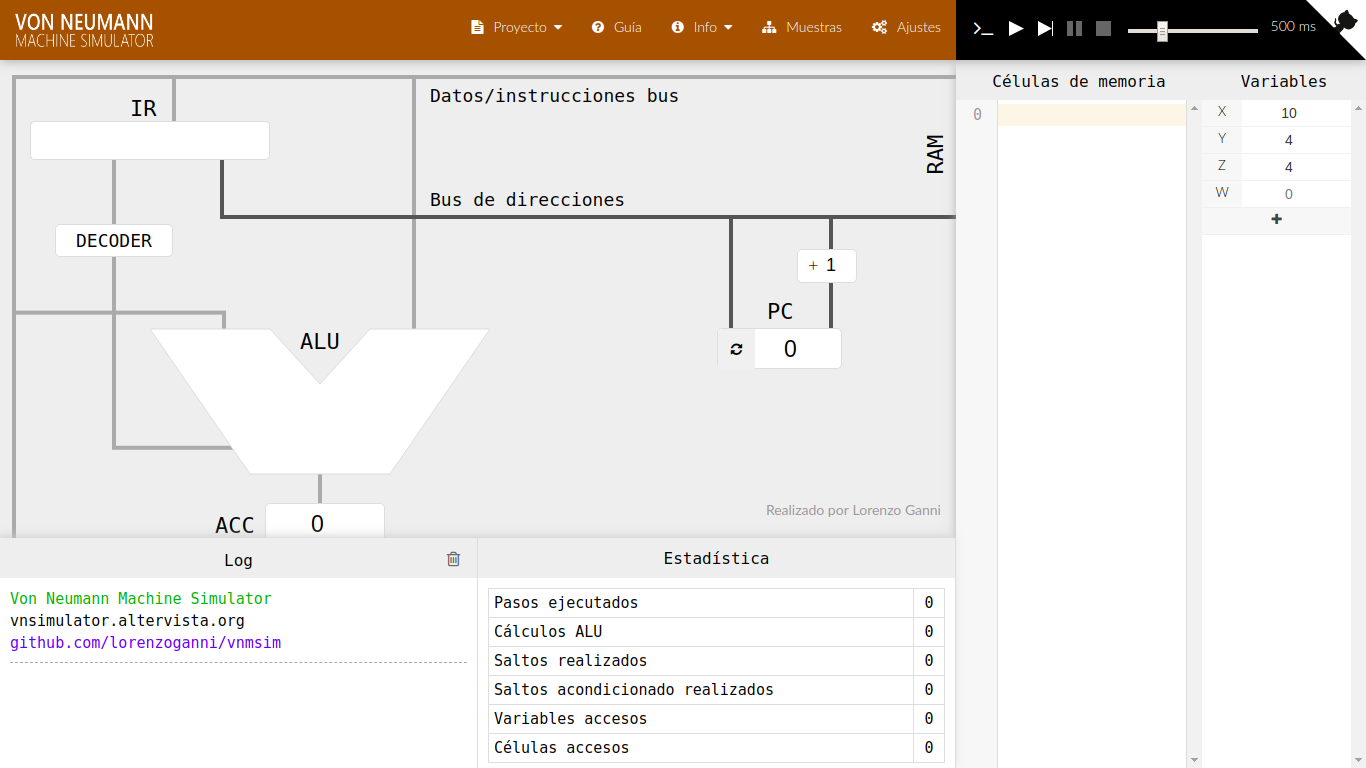 VON NEUMANN
MACHINE SIMULATOR
Proyecto
Guía
Info
Muestras
Ajustes
500 ms
IR
Datos/instrucciones bus
RAM
Bus de direcciones
DECODER
+ 1
PC
0
ALU
ACC
0
Realizado por Lorenzo Ganni
Células de memoria
0
Variables
X 10
Y 4
Z 4
W 0
Log
Von Neumann Machine Simulator
vnsimulator.altervista.org
github.com/lorenzoganni/vnmsim
Estadística
Pasos ejecutados 0
Cálculos ALU 0
Saltos realizados 0
Saltos acondicionado realizados 0
Variables accesos 0
Células accesos 0